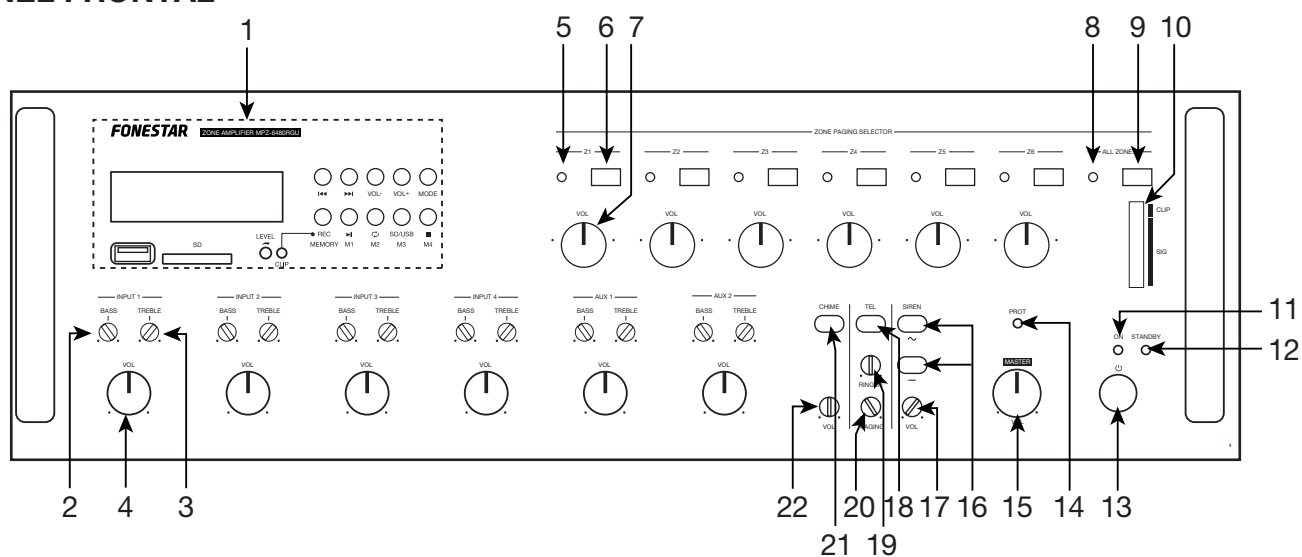 FRONTAL
1 5 6 7 8 9 10
FONESTAR ZONE AMPLIFIER MPZ-6480RGU
ZONE PAGING SELECTOR
Z1 Z2 Z3 Z4 Z5 Z6 ALL ZONES
VOL- VOL+ MODE
CLIP
SIG
VOL VOL VOL VOL VOL VOL
LEVEL REC SD/USB
SD MEMORY M1 M2 M3 M4
CLIP
INPUT 1 INPUT 2 INPUT 3 INPUT 4 AUX 1 AUX 2
BASS TREBLE BASS TREBLE BASS TREBLE BASS TREBLE BASS TREBLE BASS TREBLE
CHIME TEL SIREN
PROT
ON STANDBY
11
12
VOL VOL VOL VOL VOL VOL
MASTER
VOL PAGING VOL
2 4 3 22 20 18 17 16 15 14 13
21 19